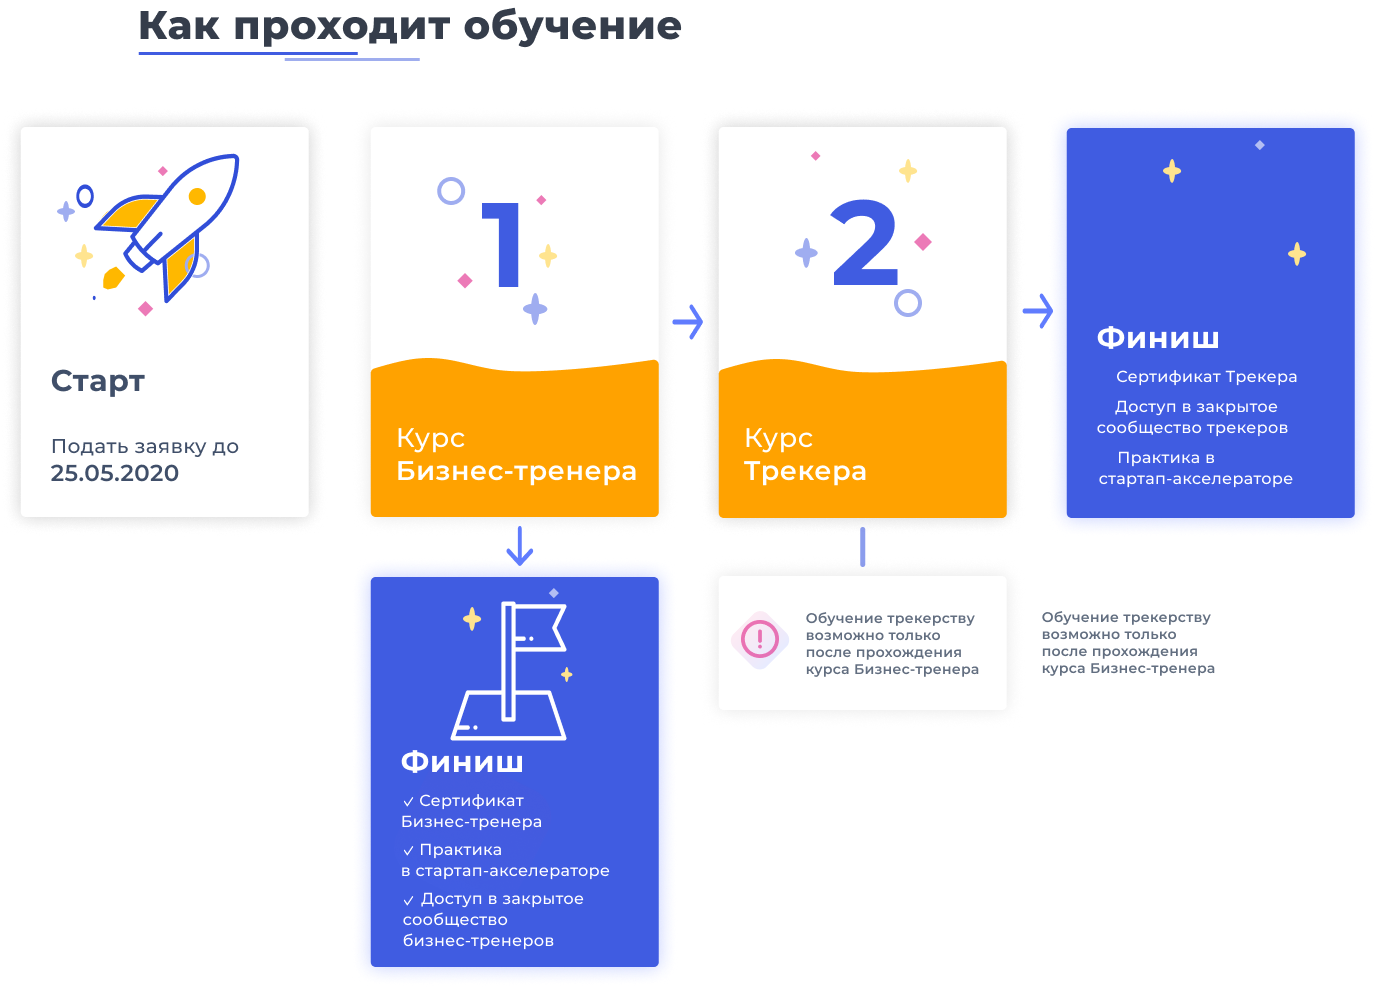 Как проходит обучение
Старт
Подать заявку до
25.05.2020
1
Курс
Бизнес-тренера
2
Курс
Трекера
Финиш
Сертификат Трекера
Доступ в закрытое
сообщество трекеров
Практика в
стартап-акселераторе
Финиш
✓ Сертификат
Бизнес-тренера
✓ Практика
в стартап-акселераторе
✓ Доступ в закрытое
сообщество
бизнес-тренеров
Обучение трекерству
возможно только
после прохождения
курса Бизнес-тренера
Обучение трекерству
возможно только
после прохождения
курса Бизнес-тренера